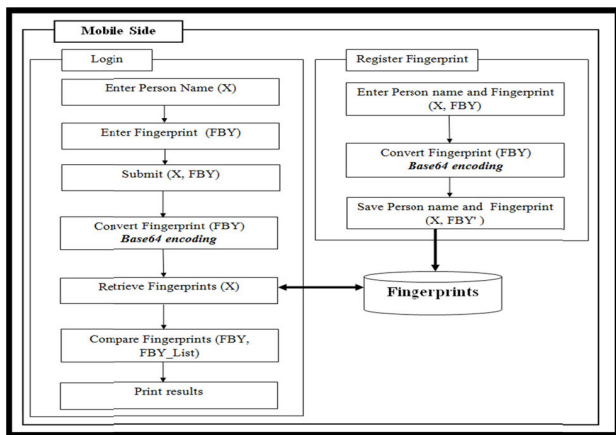 Mobile Side
Login
Enter Person Name (X)
Enter Fingerprint (FBY)
Submit (X, FBY)
Convert Fingerprint (FBY)
Base64 encoding
Retrieve Fingerprints (X)
Compare Fingerprints (FBY,
FBY_List)
Print results
Register Fingerprint
Enter Person name and Fingerprint
(X, FBY)
Convert Fingerprint (FBY)
Base64 encoding
Save Person name and Fingerprint
(X, FBY' )
Fingerprints